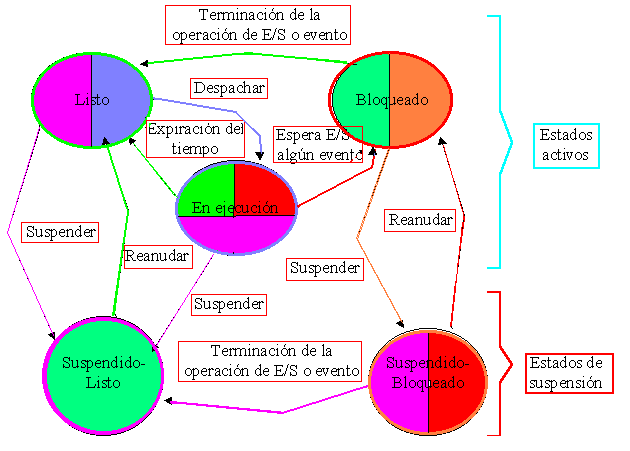 Terminación de la
operación de E/S o evento
Listo
Despachar
Bloqueado
Expiración del
tiempo
Espera E/S
algún evento
Estados
activos
En ejecución
Suspender
Reanudar
Reanudar
Suspender
Suspender
Terminación de la
operación de E/S o evento
Suspendido-
Listo
Suspendido-
Bloqueado
Estados de
suspensión